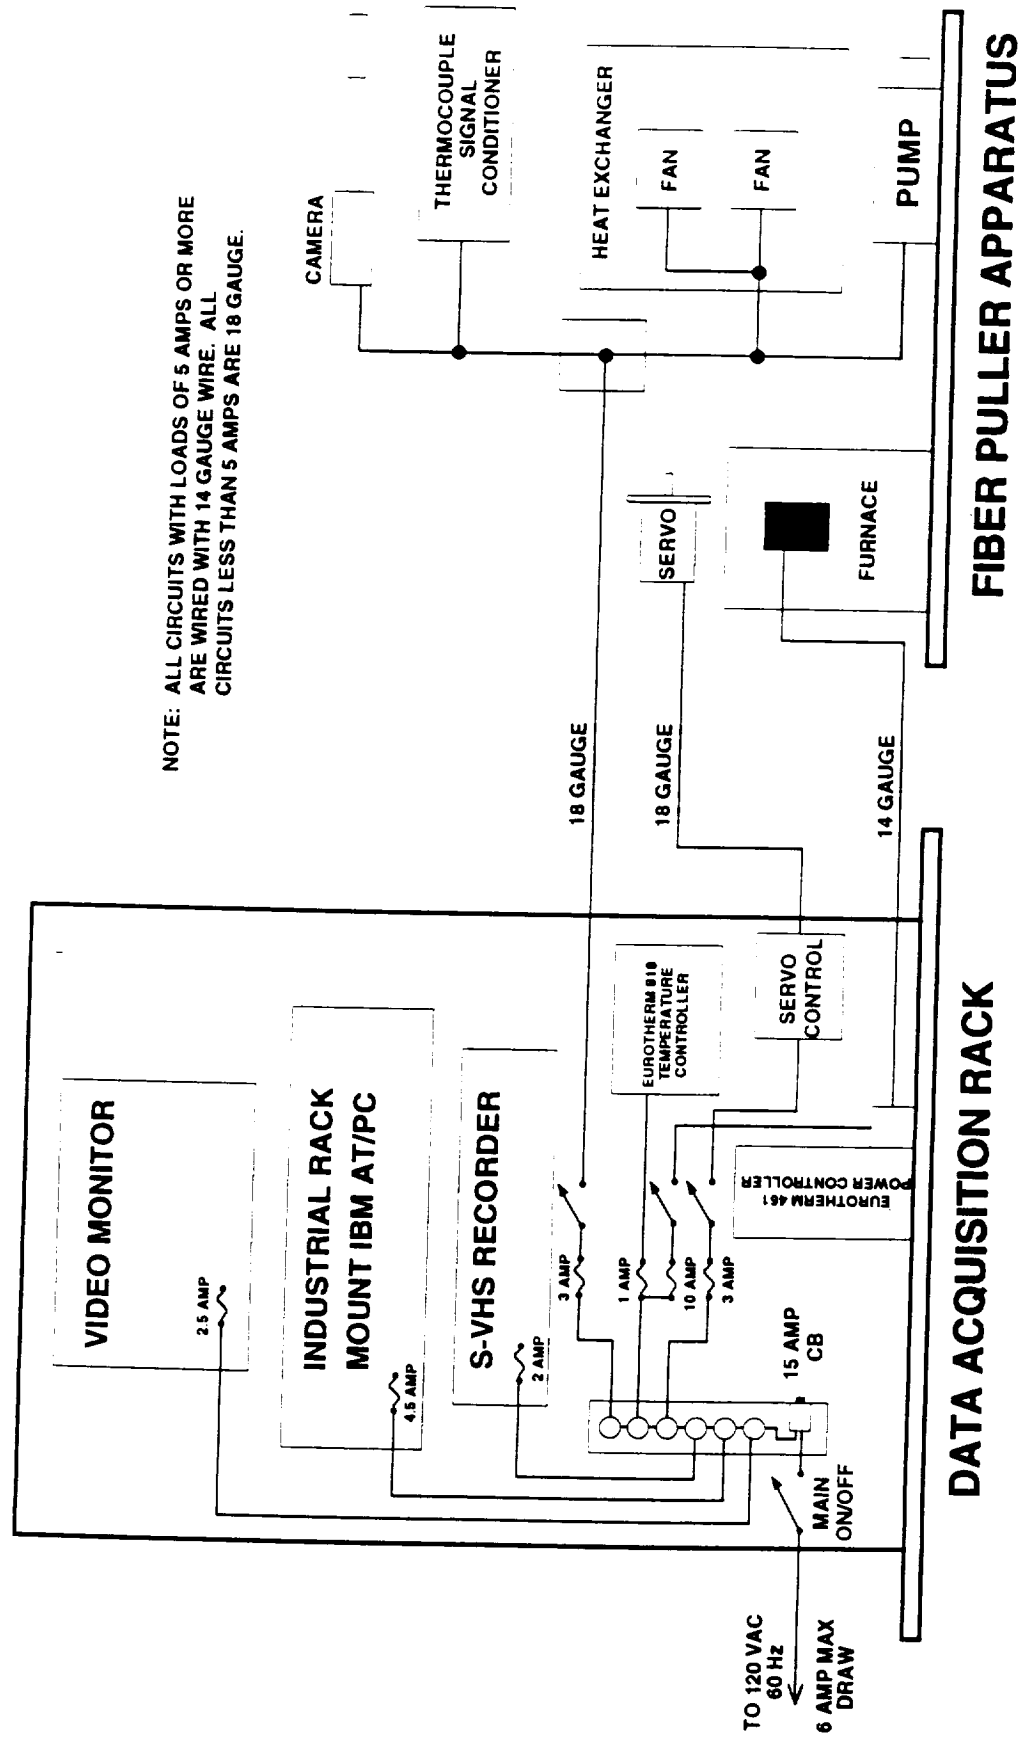 NOTE: ALL CIRCUITS WITH LOADS OF 5 AMPS OR MORE
ARE WIRED WITH 14 GAUGE WIRE. ALL
CIRCUITS LESS THAN 5 AMPS ARE 18 GAUGE.
VIDEO MONITOR
2.5 AMP
INDUSTRIAL RACK
MOUNT IBM AT/PC
4.5 AMP
S-VHS RECORDER
2 AMP
3 AMP
1 AMP
10 AMP
3 AMP
EUROTHERM 818
TEMPERATURE
CONTROLLER
SERVO
CONTROL
EUROTHERM 461
POWER CONTROLLER
15 AMP
CB
MAIN
ON/OFF
TO 120 VAC
60 Hz
6 AMP MAX
DRAW
DATA ACQUISITION RACK
18 GAUGE
18 GAUGE
14 GAUGE
CAMERA
THERMOCOUPLE
SIGNAL
CONDITIONER
HEAT EXCHANGER
FAN
FAN
PUMP
SERVO
FURNACE
FIBER PULLER APPARATUS